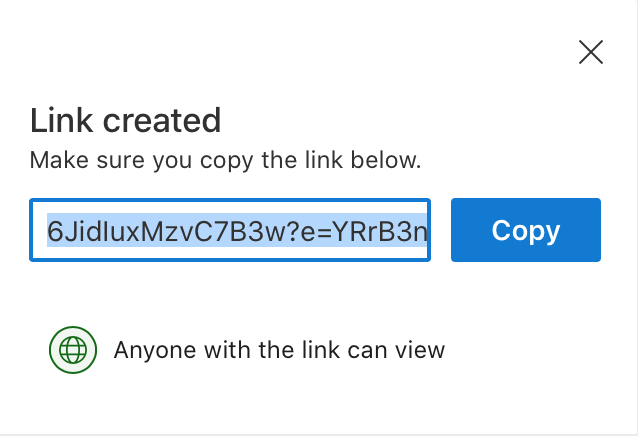 Link created
Make sure you copy the link below.
6JidIuxMzvC7B3w?e=YRrB3n
Copy
Anyone with the link can view